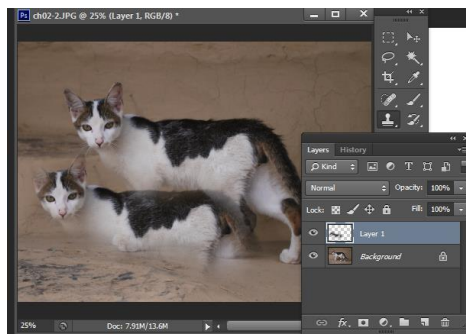 Ps ch02-2.JPG @ 25% (Layer 1, RGB/8) *
Layers History
Kind
Normal Opacity: 100%
Lock: Fill: 100%
Layer 1
Background
fx.
25% Doc: 7.91M/13.6M